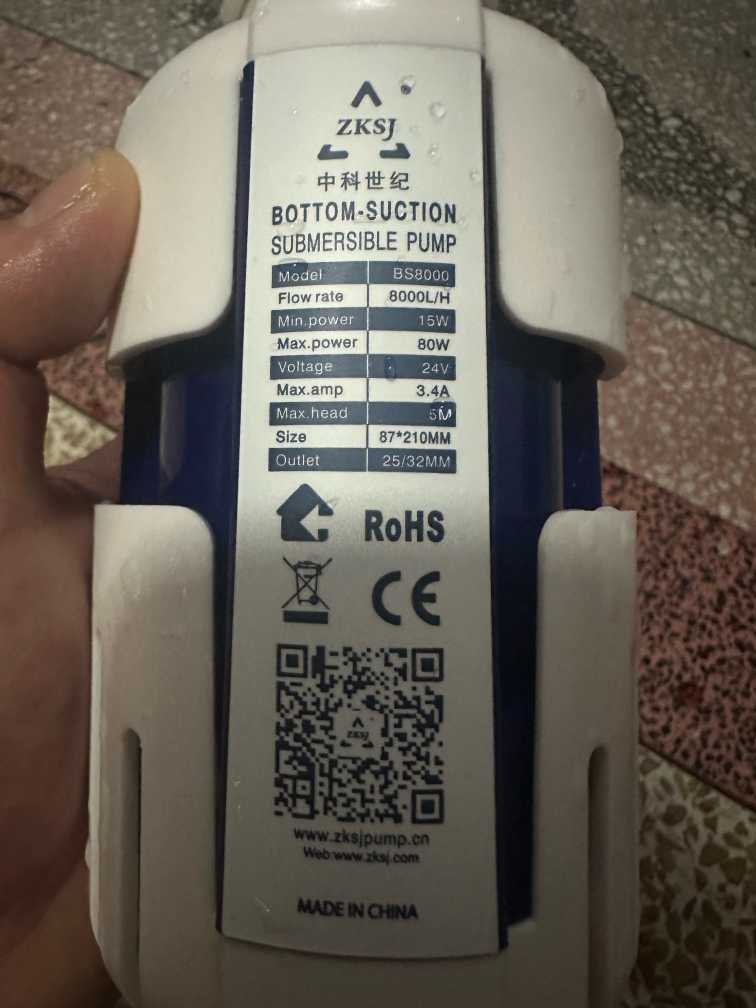 ZKSJ
中科世纪
BOTTOM-SUCTION
SUBMERSIBLE PUMP
Model BS8000
Flow rate 8000L/H
Min.power 15W
Max.power 80W
Voltage 24V
Max.amp 3.4A
Max.head 5M
Size 87*210MM
Outlet 25/32MM
RoHS
CE
ZKSJ
www.zksjpump.cn
Web:www.zksj.com
MADE IN CHINA